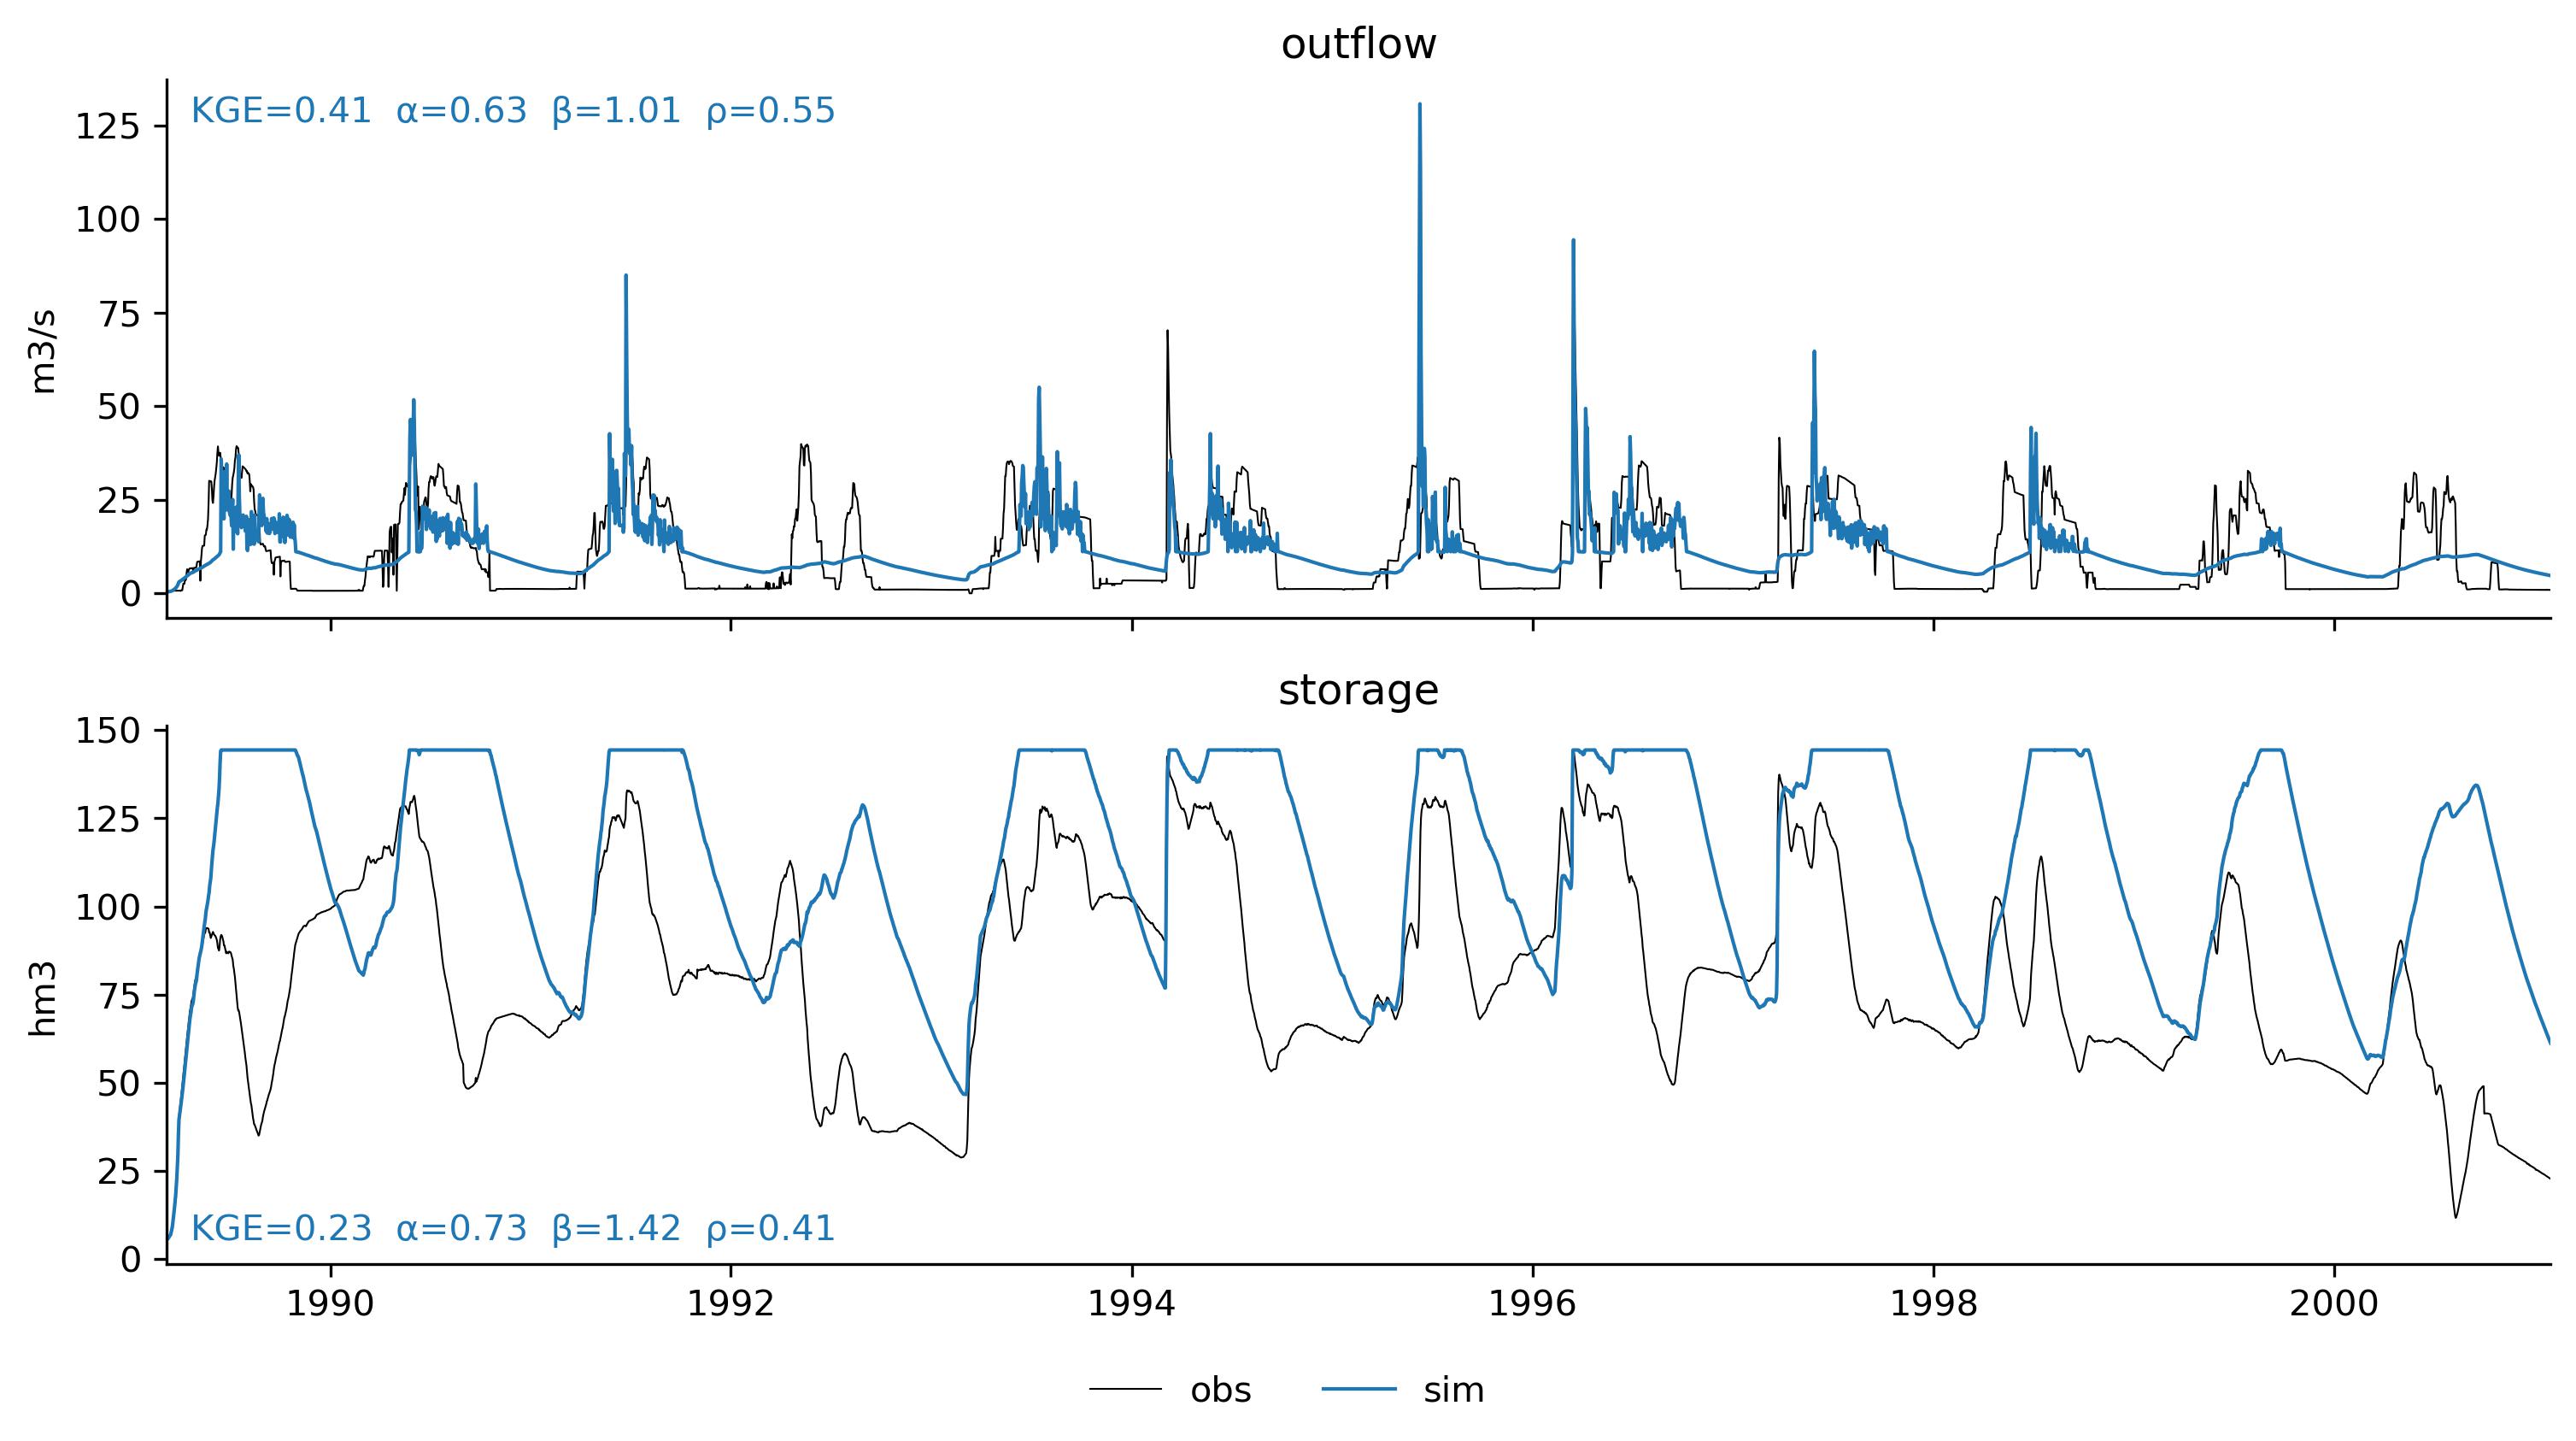 outflow
KGE=0.41 α=0.63 β=1.01 ρ=0.55
125
100
75
50
25
0
m3/s
storage
150
125
100
75
50
25
0
hm3
KGE=0.23 α=0.73 β=1.42 ρ=0.41
1990 1992 1994 1996 1998 2000
obs sim